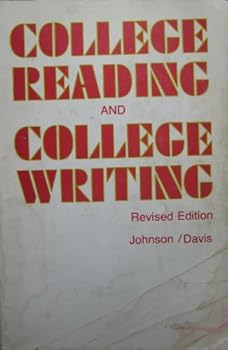 COLLEGE
READING
AND
COLLEGE
WRITING
Revised Edition
Johnson /Davis